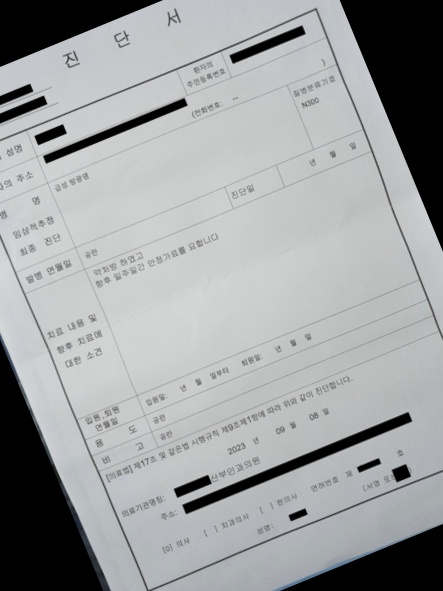 진 단 서
환자의
주민등록번호
성명
의 주소
(전화번호: - )
병 명
급성 방광염
질병분류기호
N300
임상적추정
최종 진단
진단일
년 월 일
발병 연월일
공란
치료 내용 및
향후 치료에
대한 소견
약처방 하였고
향후 일주일간 안정가료를 요합니다
입원.퇴원
연월일
입원일: 년 월 일부터 퇴원일: 년 월 일
용 도
공란
비 고
공란
[의료법] 제17조 및 같은법 시행규칙 제9조제1항에 따라 위와 같이 진단합니다.
2023 년 09 월 08 일
의료기관명칭: 산부인과의원
주소:
[0] 의사 [ ] 치과의사 [ ] 한의사 면허번호 제 호
성명: (서명 또